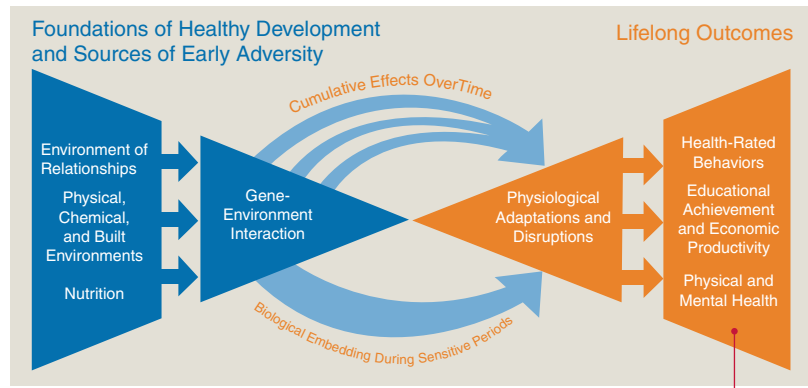 Foundations of Healthy Development
and Sources of Early Adversity
Lifelong Outcomes
Cumulative Effects OverTime
Environment of
Relationships
Physical,
Chemical,
and Built
Environments
Nutrition
Gene-
Environment
Interaction
Physiological
Adaptations and
Disruptions
Health-Rated
Behaviors
Educational
Achievement
and Economic
Productivity
Physical and
Mental Health
Biological Embedding During Sensitive Periods